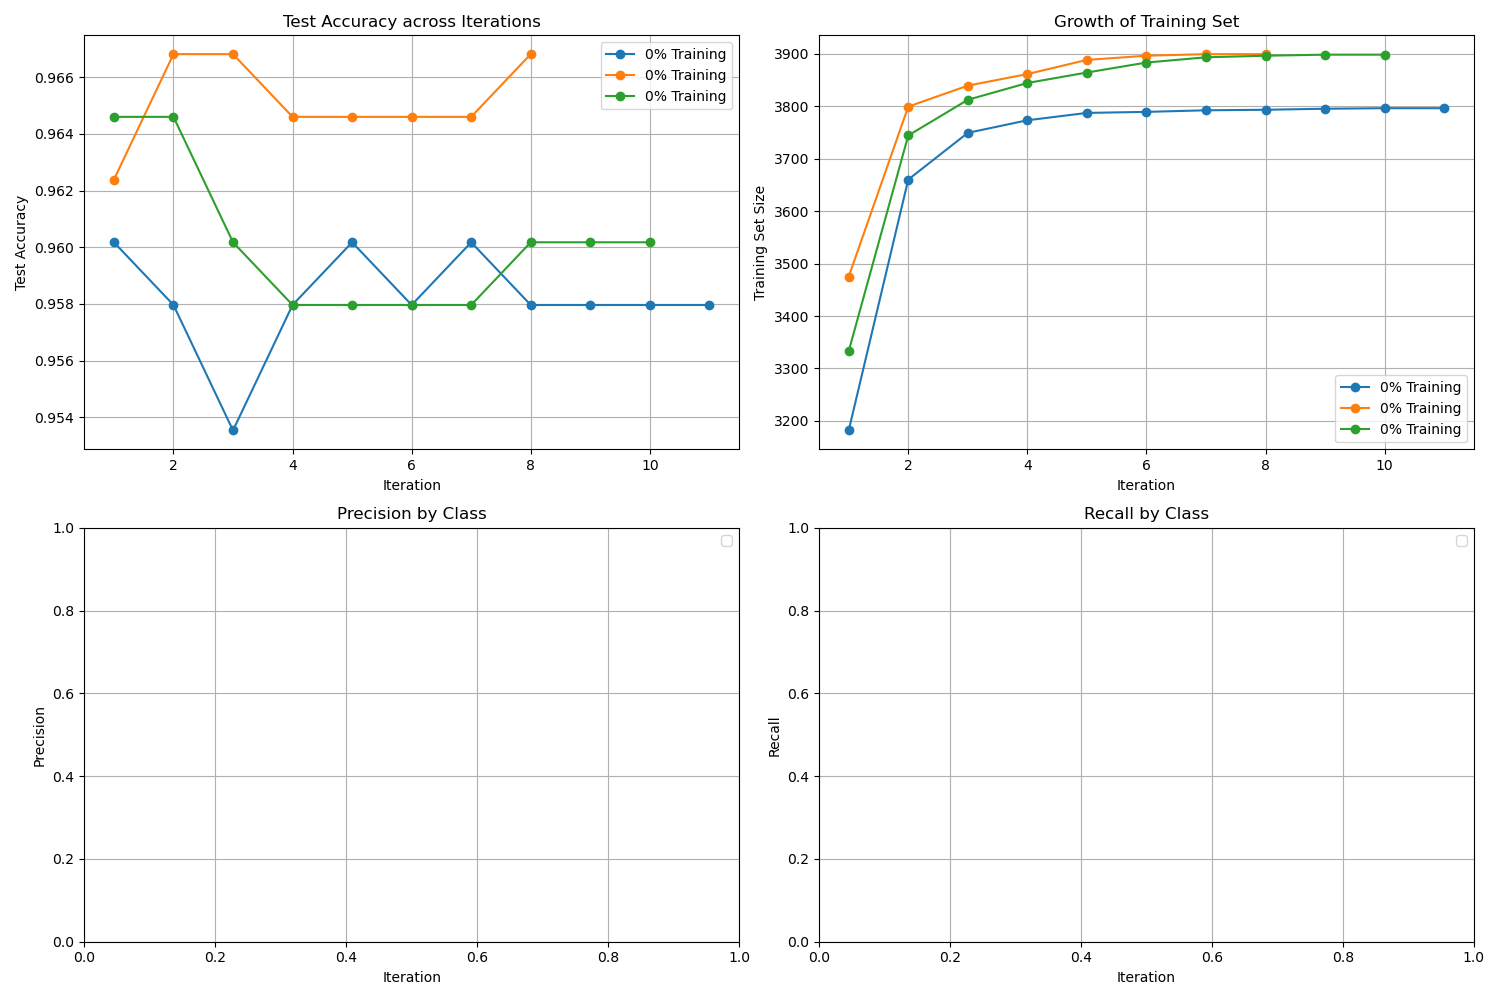 Test Accuracy across Iterations
0% Training
0% Training
0% Training
0.966
0.964
0.962
0.960
0.958
0.956
0.954
Test Accuracy
2 4 6 8 10
Iteration
Growth of Training Set
3900
3800
3700
3600
3500
3400
3300
3200
Training Set Size
0% Training
0% Training
0% Training
2 4 6 8 10
Iteration
Precision by Class
1.0
0.8
0.6
0.4
0.2
0.0
Precision
0.0 0.2 0.4 0.6 0.8 1.0
Iteration
Recall by Class
1.0
0.8
0.6
0.4
0.2
0.0
Recall
0.0 0.2 0.4 0.6 0.8 1.0
Iteration